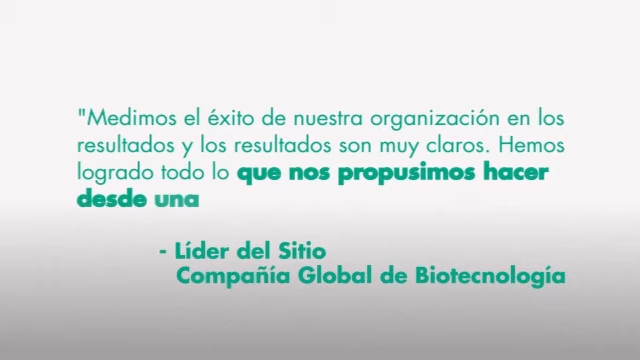 "Medimos el éxito de nuestra organización en los
resultados y los resultados son muy claros. Hemos
logrado todo lo que nos propusimos hacer
desde una
- Líder del Sitio
Compañía Global de Biotecnología